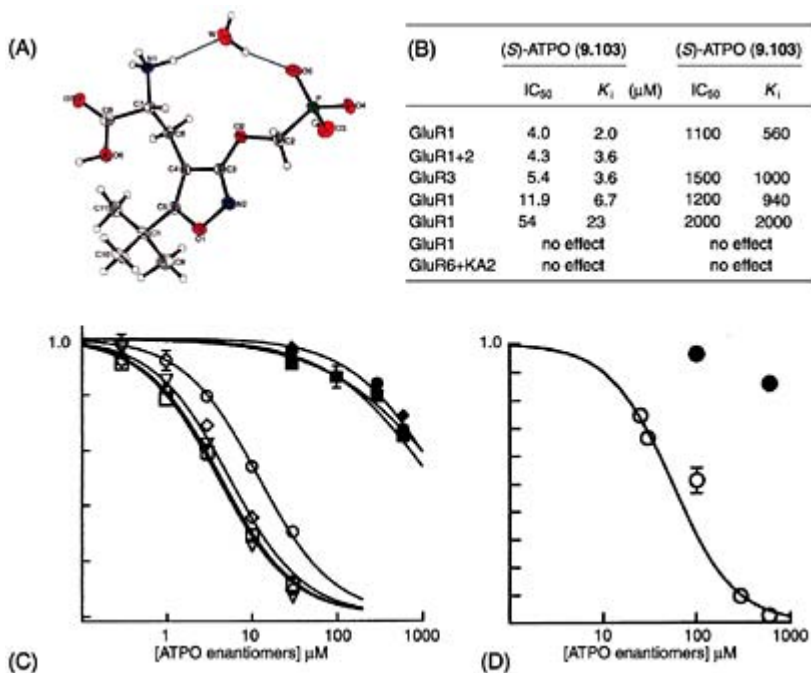 (A)
(B)
(S)-ATPO (9.103) (S)-ATPO (9.103)
IC50 Ki (μM) IC50 Ki
GluR1 4.0 2.0 1100 560
GluR1+2 4.3 3.6
GluR3 5.4 3.6 1500 1000
GluR1 11.9 6.7 1200 940
GluR1 54 23 2000 2000
GluR1 no effect no effect
GluR6+KA2 no effect no effect
1.0
1 10 100 1000
(C) [ATPO enantiomers] μM
1.0
10 100 1000
(D) [ATPO enantiomers] μM